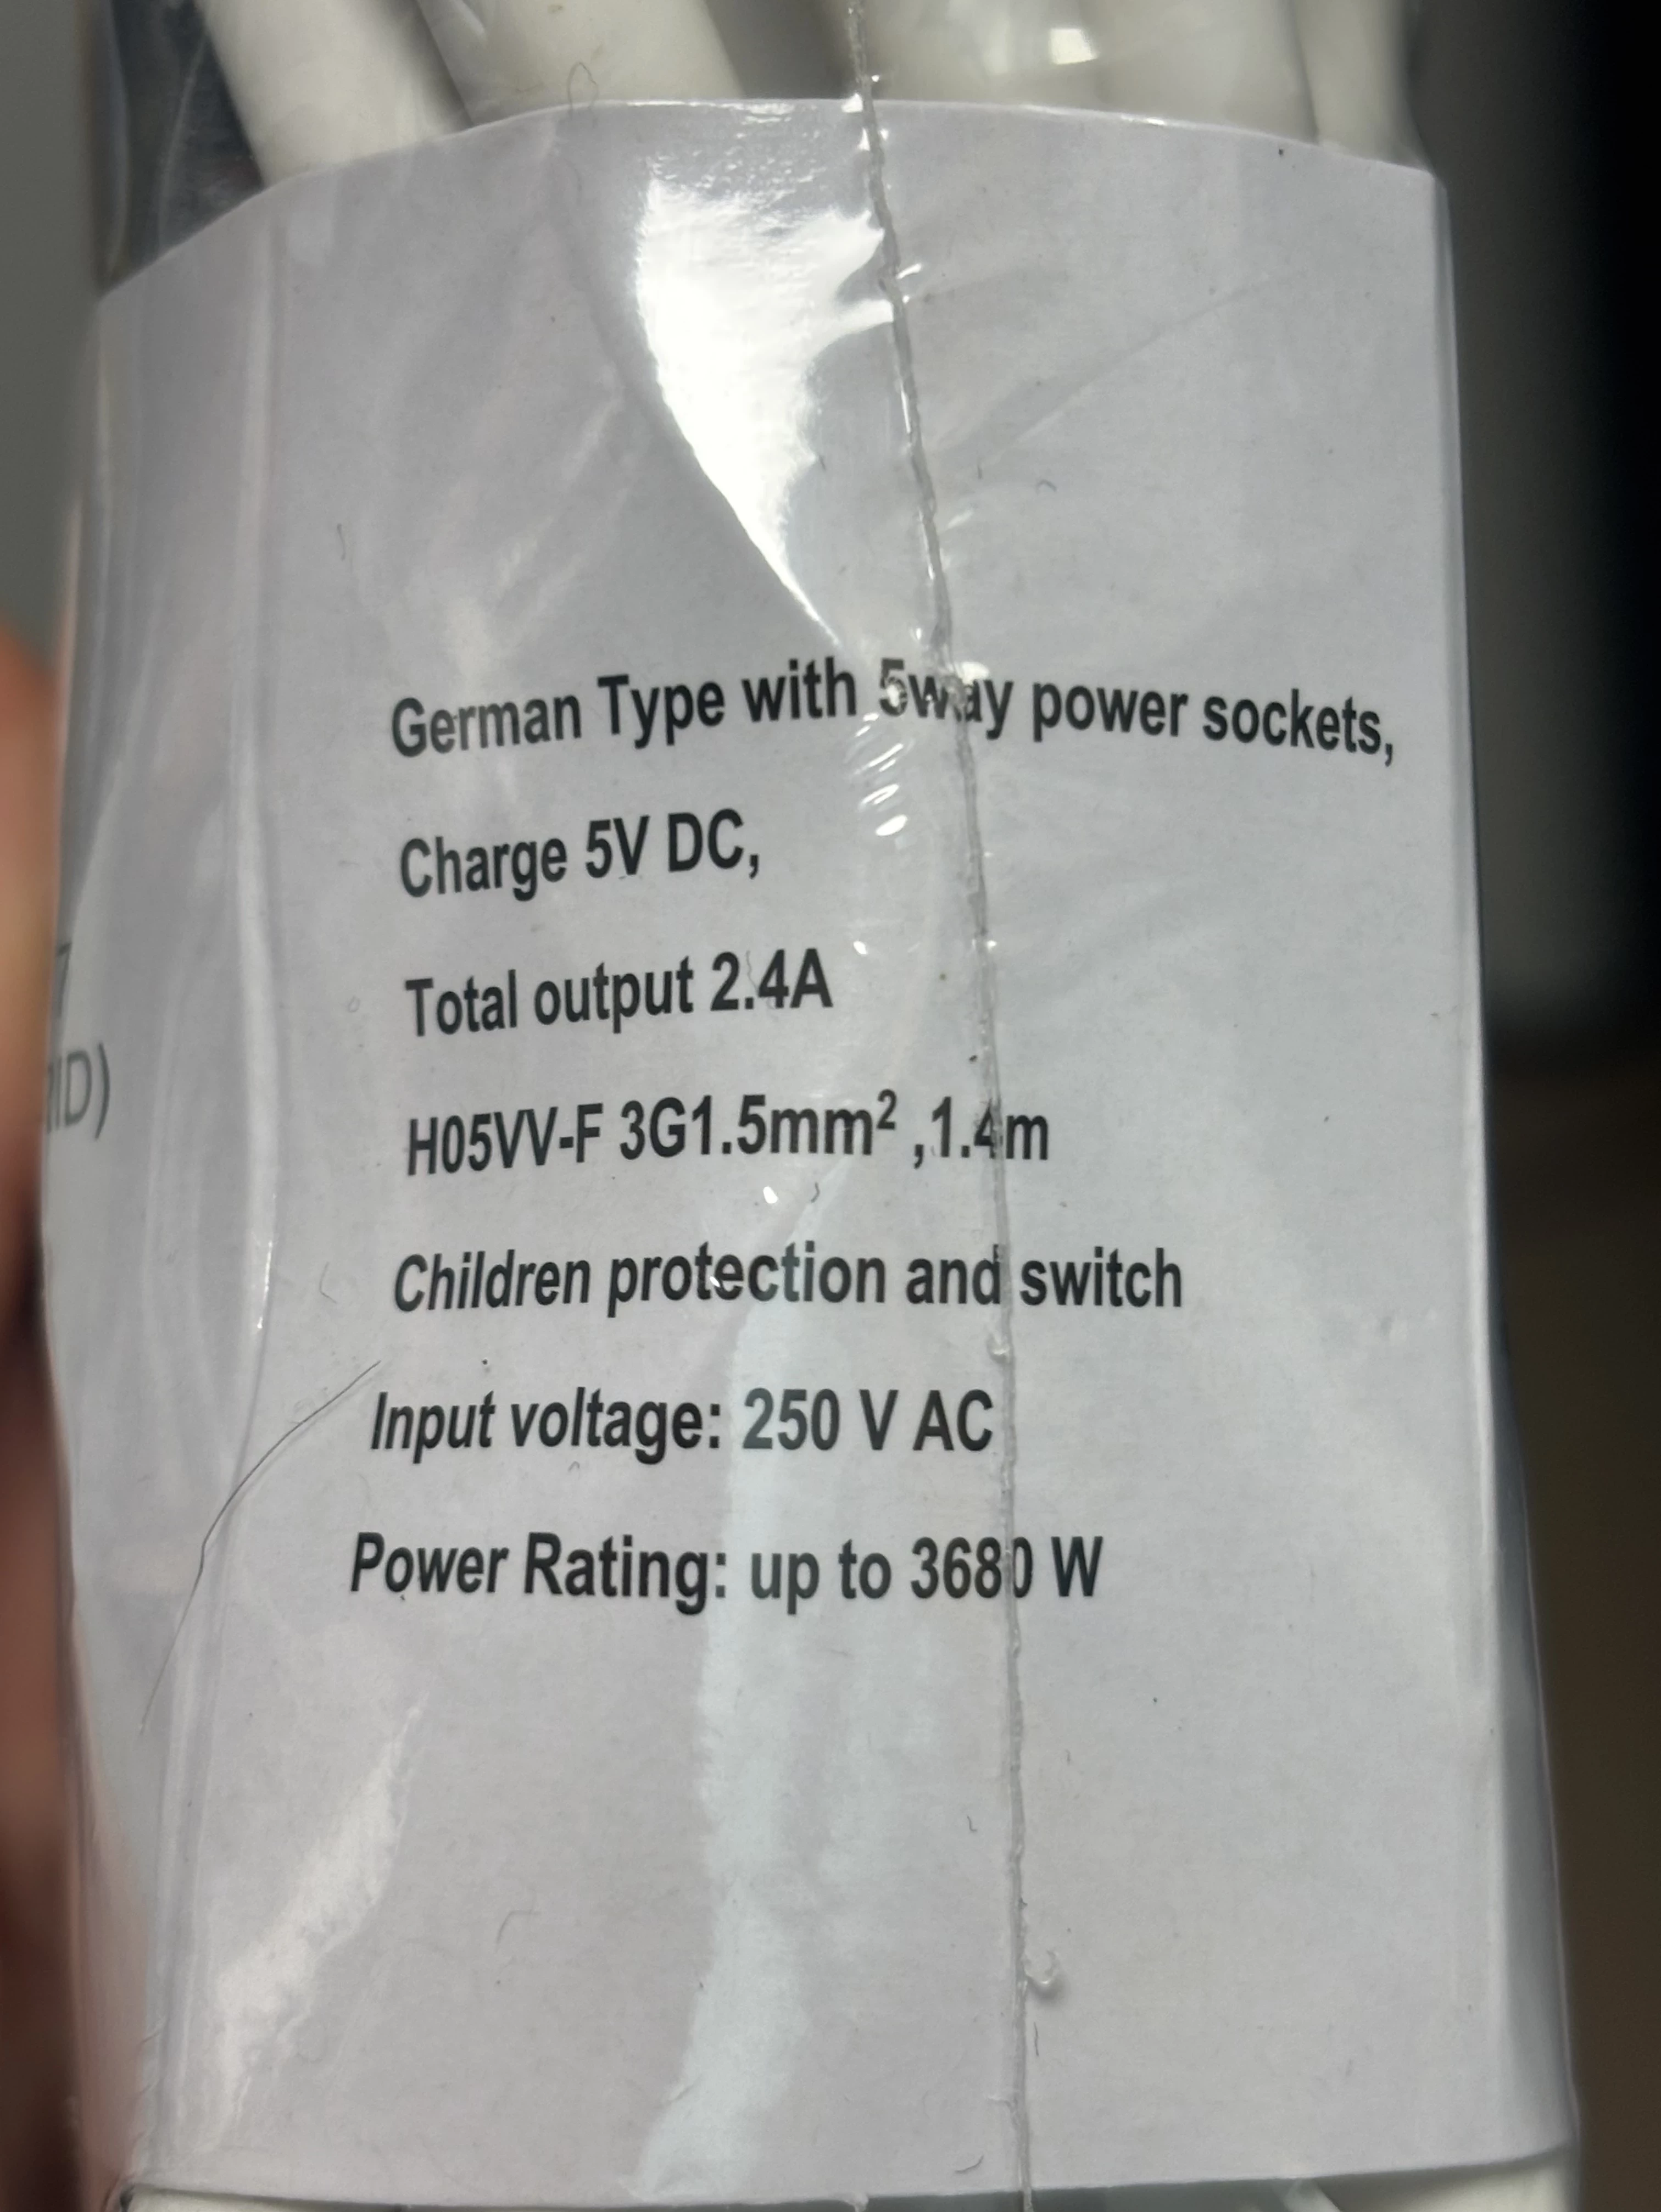 German Type with 5way power sockets,
Charge 5V DC,
Total output 2.4A
H05VV-F 3G1.5mm² ,1.4m
Children protection and switch
Input voltage: 250 V AC
Power Rating: up to 3680 W